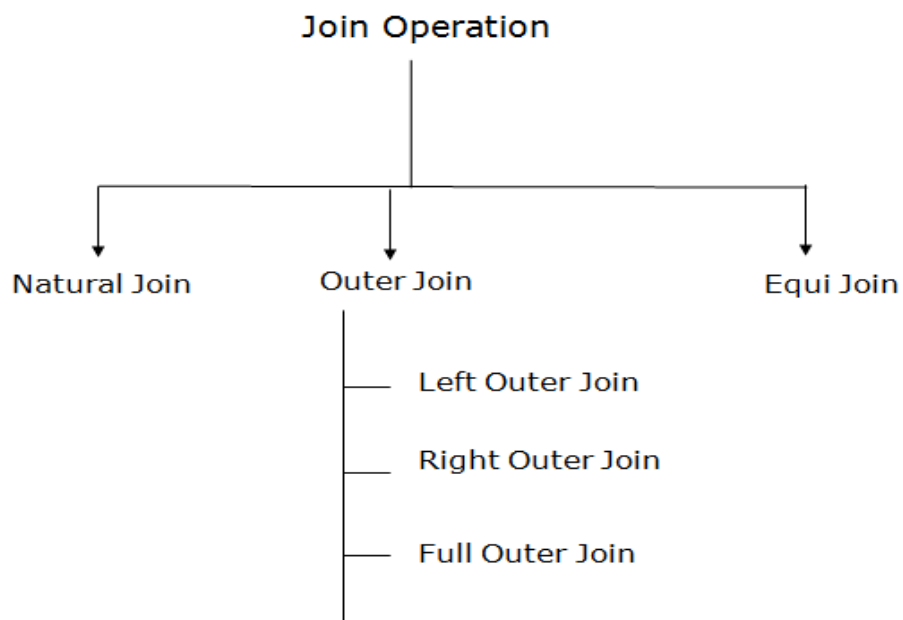 Join Operation
Natural Join
Outer Join
Equi Join
Left Outer Join
Right Outer Join
Full Outer Join